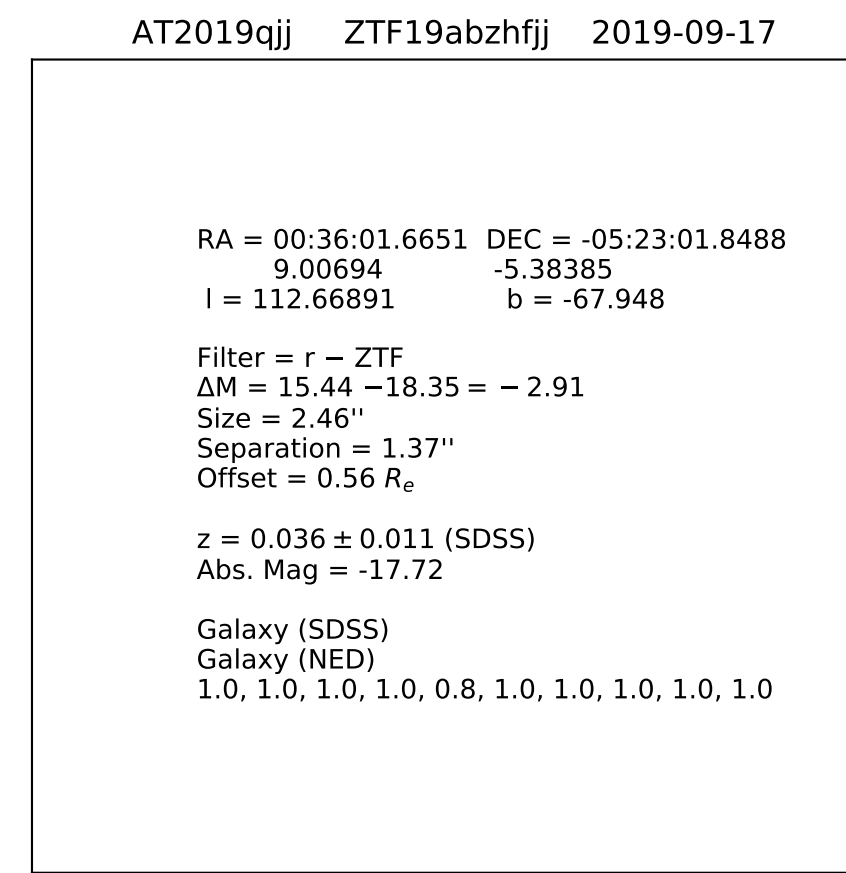 AT2019qjj ZTF19abzhfjj 2019-09-17
RA = 00:36:01.6651 DEC = -05:23:01.8488
9.00694 -5.38385
l = 112.66891 b = -67.948
Filter = r − ZTF
ΔM = 15.44 −18.35 = − 2.91
Size = 2.46''
Separation = 1.37''
Offset = 0.56 Rₑ
z = 0.036 ± 0.011 (SDSS)
Abs. Mag = -17.72
Galaxy (SDSS)
Galaxy (NED)
1.0, 1.0, 1.0, 1.0, 0.8, 1.0, 1.0, 1.0, 1.0, 1.0